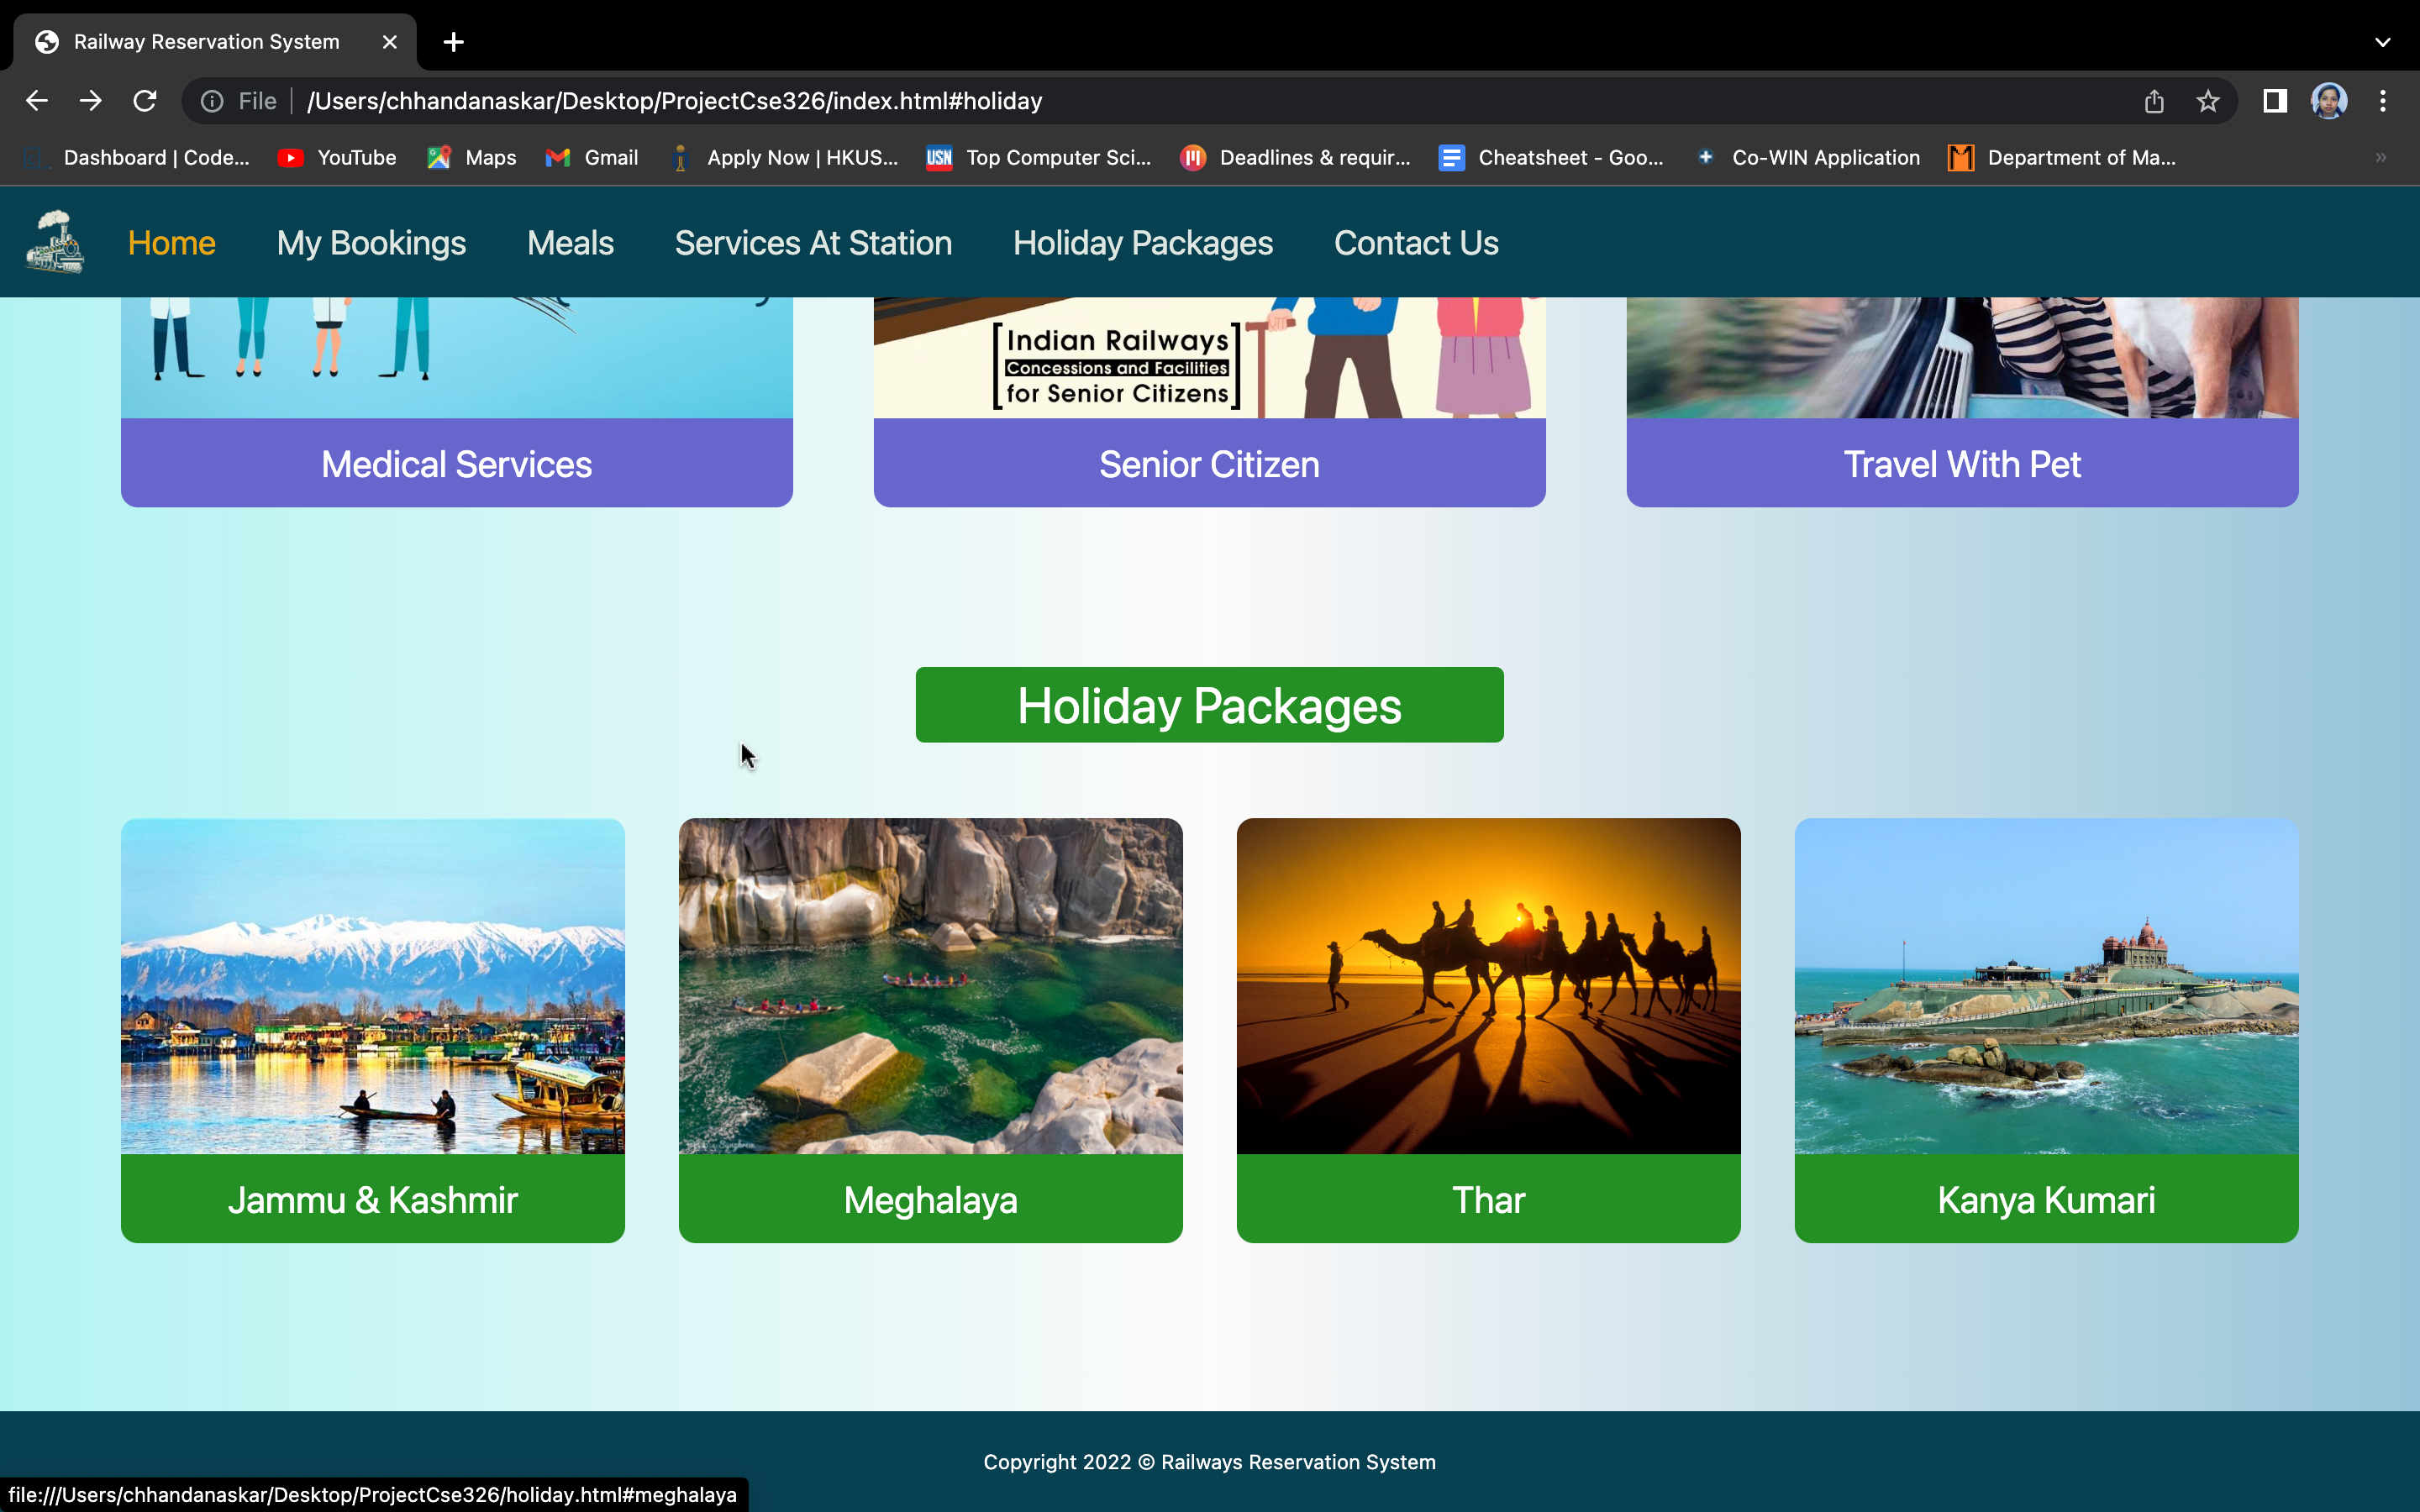 Railway Reservation System
File
/Users/chhandanaskar/Desktop/ProjectCse326/index.html#holiday
Dashboard | Code... YouTube Maps Gmail Apply Now | HKUS... USN Top Computer Sci... Deadlines & requir... Cheatsheet - Goo... Co-WIN Application Department of Ma... »
Home My Bookings Meals Services At Station Holiday Packages Contact Us
Indian Railways
Concessions and Facilities
for Senior Citizens
Medical Services Senior Citizen Travel With Pet
Holiday Packages
Jammu & Kashmir Meghalaya Thar Kanya Kumari
Copyright 2022 © Railways Reservation System
file:///Users/chhandanaskar/Desktop/ProjectCse326/holiday.html#meghalaya